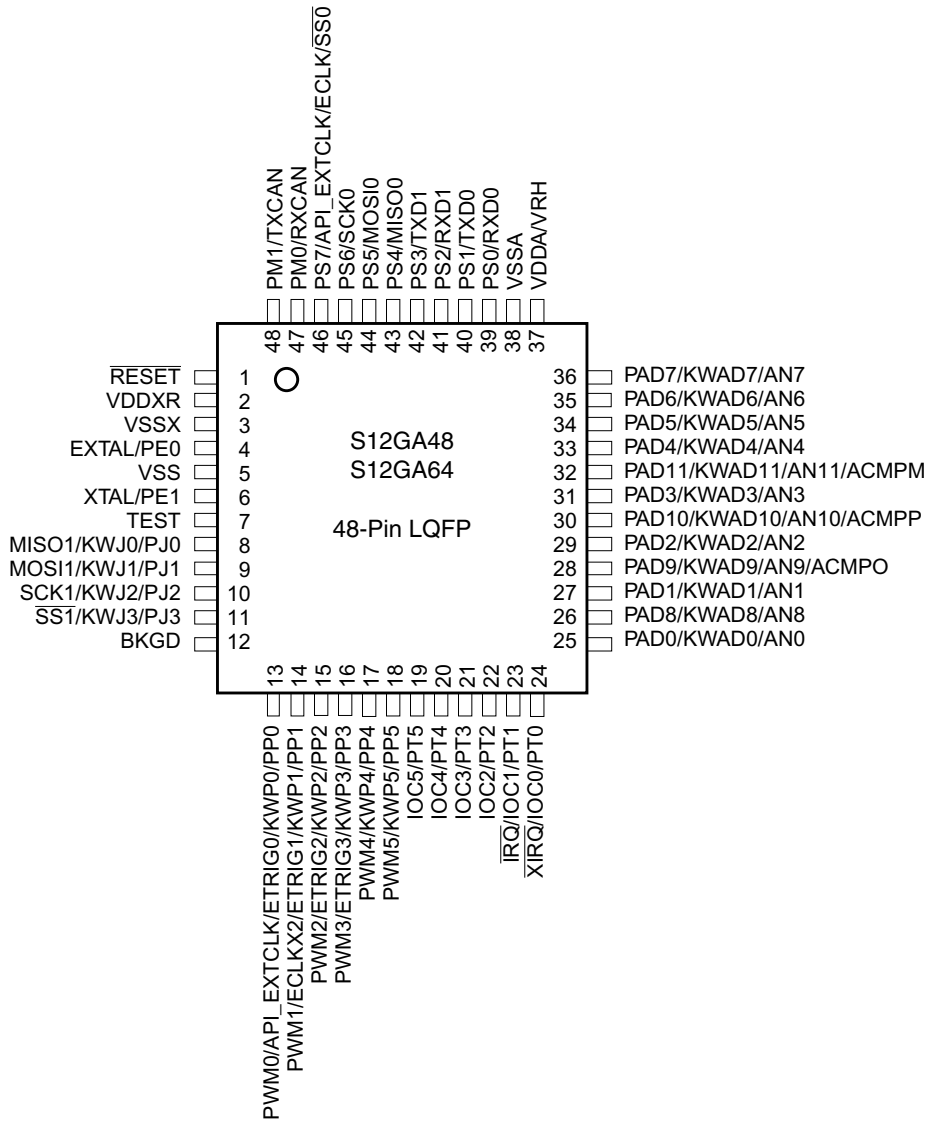 PM1/TXCAN
PM0/RXCAN
PS7/API_EXTCLK/ECLK/SS0
PS6/SCK0
PS5/MOSI0
PS4/MISO0
PS3/TXD1
PS2/RXD1
PS1/TXD0
PS0/RXD0
VSSA
VDDA/VRH
48
47
46
45
44
43
42
41
40
39
38
37
RESET 1
VDDXR 2
VSSX 3
EXTAL/PE0 4
VSS 5
XTAL/PE1 6
TEST 7
MISO1/KWJ0/PJ0 8
MOSI1/KWJ1/PJ1 9
SCK1/KWJ2/PJ2 10
SS1/KWJ3/PJ3 11
BKGD 12
S12GA48
S12GA64
48-Pin LQFP
36 PAD7/KWAD7/AN7
35 PAD6/KWAD6/AN6
34 PAD5/KWAD5/AN5
33 PAD4/KWAD4/AN4
32 PAD11/KWAD11/AN11/ACMPM
31 PAD3/KWAD3/AN3
30 PAD10/KWAD10/AN10/ACMPP
29 PAD2/KWAD2/AN2
28 PAD9/KWAD9/AN9/ACMPO
27 PAD1/KWAD1/AN1
26 PAD8/KWAD8/AN8
25 PAD0/KWAD0/AN0
13
14
15
16
17
18
19
20
21
22
23
24
PWM0/API_EXTCLK/ETRIG0/KWP0/PP0
PWM1/ECLKX2/ETRIG1/KWP1/PP1
PWM2/ETRIG2/KWP2/PP2
PWM3/ETRIG3/KWP3/PP3
PWM4/KWP4/PP4
PWM5/KWP5/PP5
IOC5/PT5
IOC4/PT4
IOC3/PT3
IOC2/PT2
IRQ/IOC1/PT1
XIRQ/IOC0/PT0